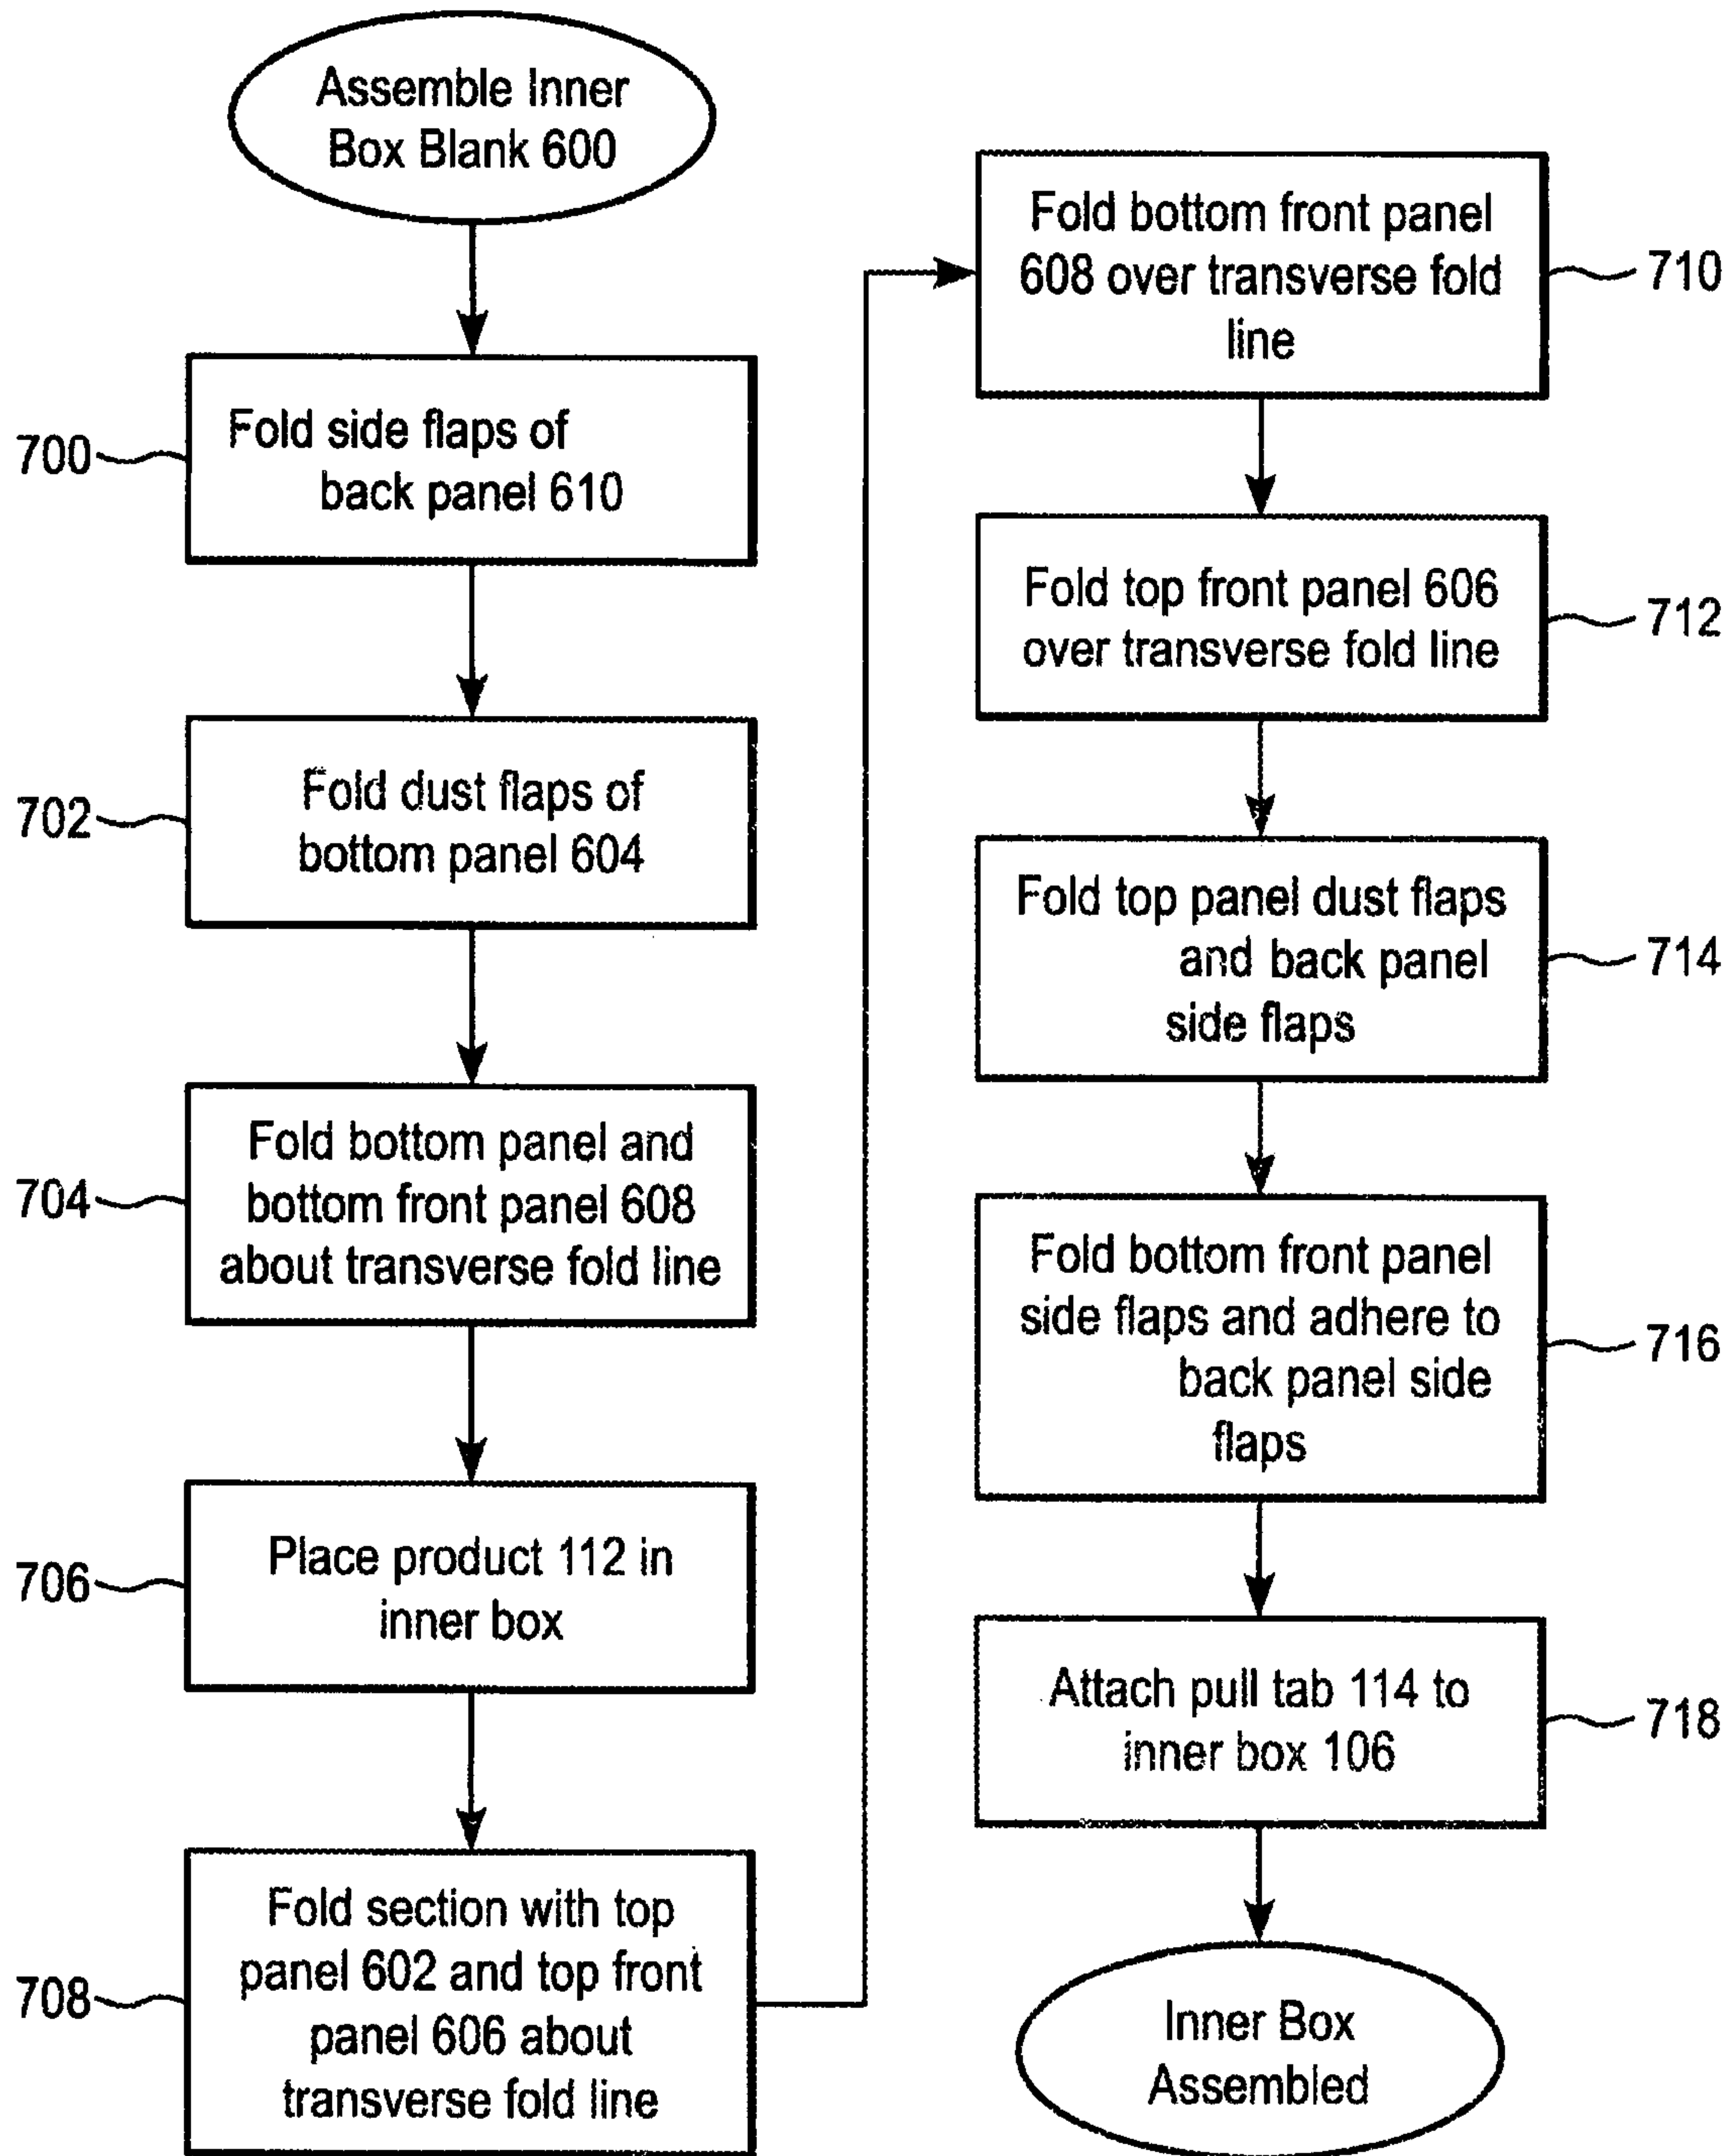 Assemble Inner
Box Blank 600
700
Fold side flaps of
back panel 610
702
Fold dust flaps of
bottom panel 604
704
Fold bottom panel and
bottom front panel 608
about transverse fold line
706
Place product 112 in
inner box
708
Fold section with top
panel 602 and top front
panel 606 about
transverse fold line
Fold bottom front panel
608 over transverse fold
line
710
Fold top front panel 606
over transverse fold line
712
Fold top panel dust flaps
and back panel
side flaps
714
Fold bottom front panel
side flaps and adhere to
back panel side
flaps
716
Attach pull tab 114 to
inner box 106
718
Inner Box
Assembled